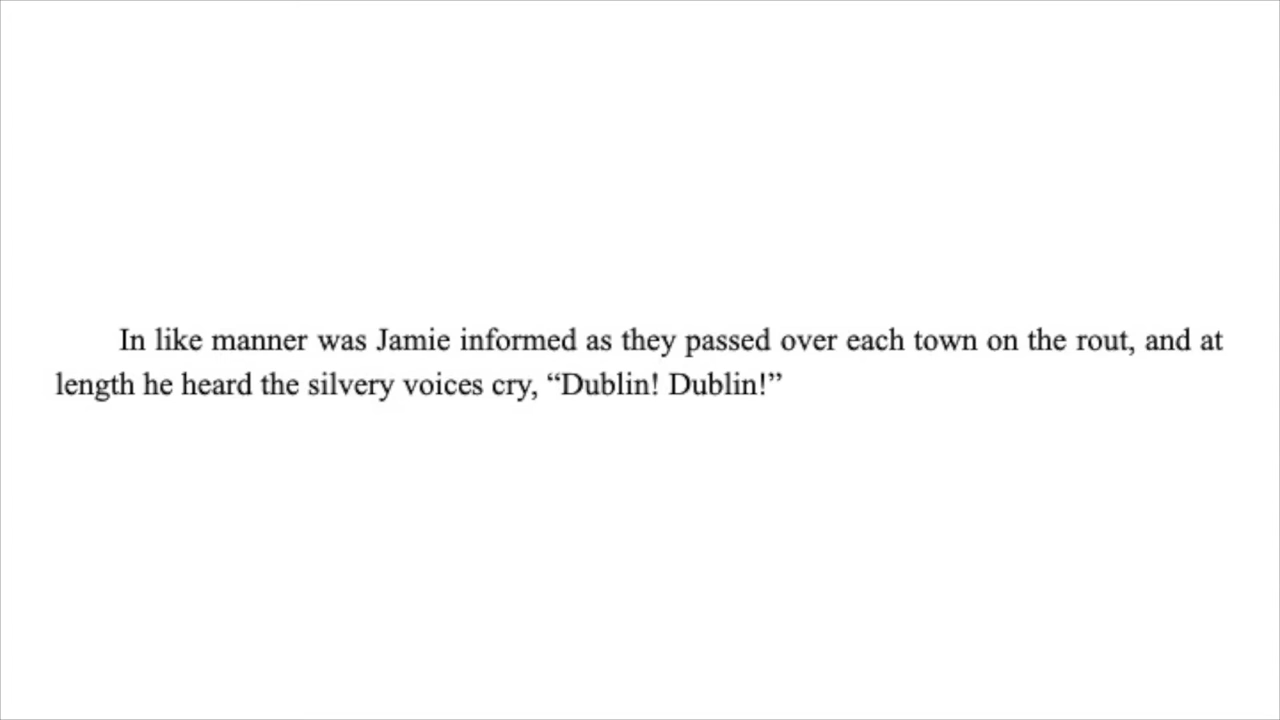 In like manner was Jamie informed as they passed over each town on the rout, and at
length he heard the silvery voices cry, “Dublin! Dublin!”